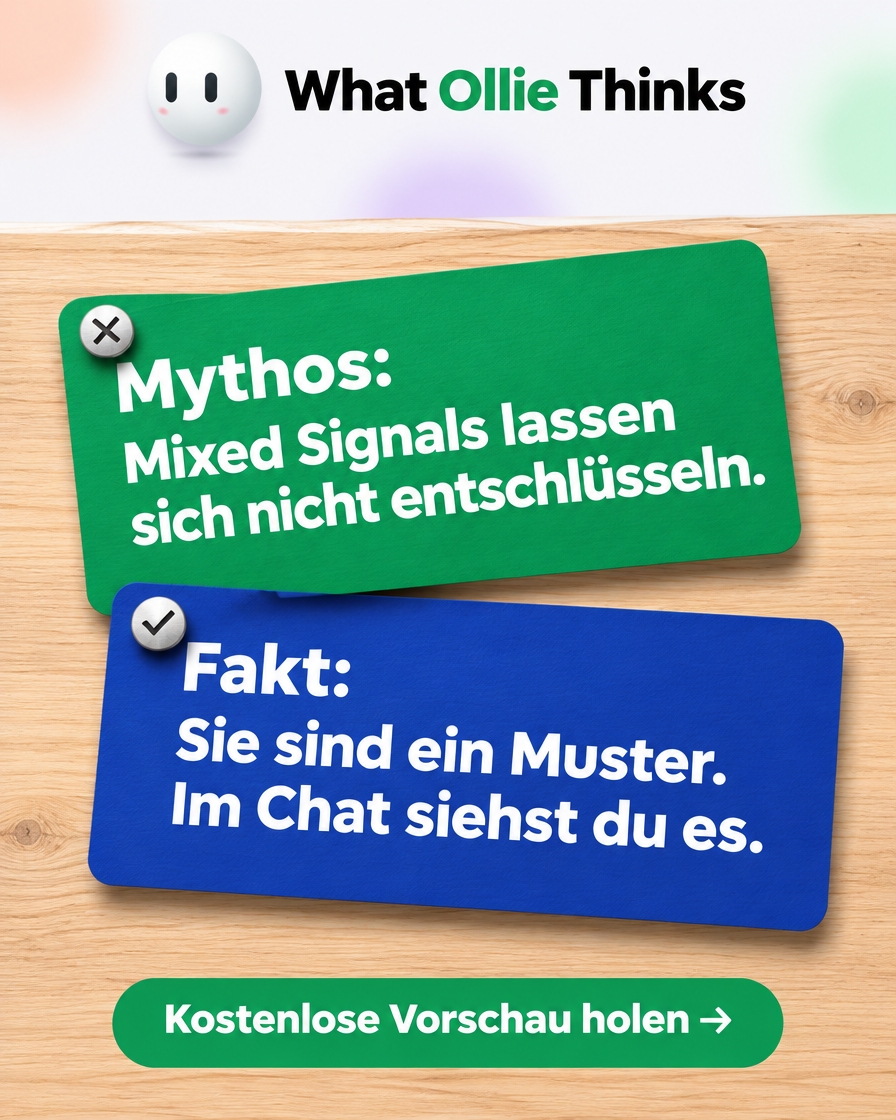 What Ollie Thinks
Mythos:
Mixed Signals lassen
sich nicht entschlüsseln.
Fakt:
Sie sind ein Muster.
Im Chat siehst du es.
Kostenlose Vorschau holen →